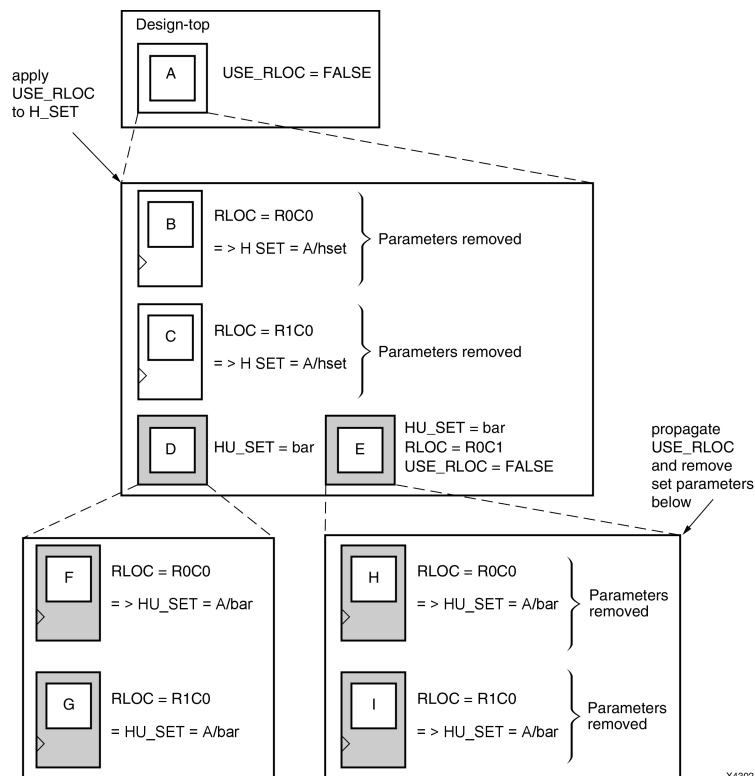 Design-top
A
USE_RLOC = FALSE
apply
USE_RLOC
to H_SET
B
RLOC = R0C0
= > H SET = A/hset
Parameters removed
C
RLOC = R1C0
= > H SET = A/hset
Parameters removed
D
HU_SET = bar
E
HU_SET = bar
RLOC = R0C1
USE_RLOC = FALSE
propagate
USE_RLOC
and remove
set parameters
below
F
RLOC = R0C0
= > HU_SET = A/bar
H
RLOC = R0C0
= > HU_SET = A/bar
Parameters
removed
G
RLOC = R1C0
= HU_SET = A/bar
I
RLOC = R1C0
= > HU_SET = A/bar
Parameters
removed